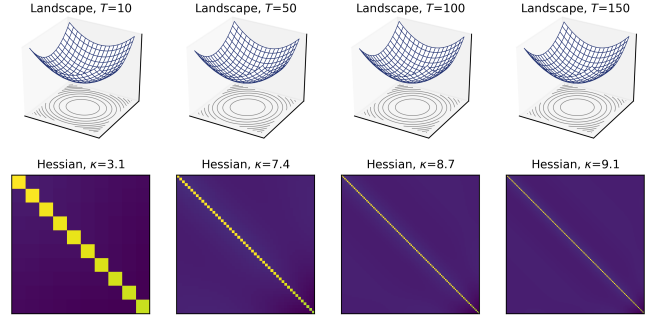 Landscape, T=10
Landscape, T=50
Landscape, T=100
Landscape, T=150
Hessian, κ=3.1
Hessian, κ=7.4
Hessian, κ=8.7
Hessian, κ=9.1